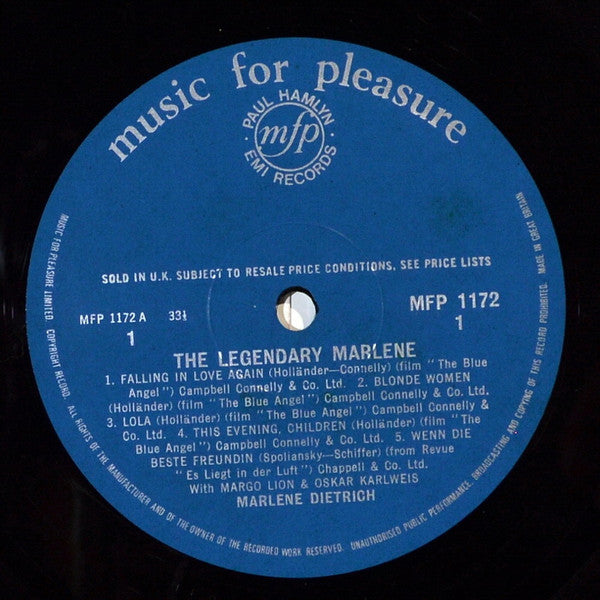 music for pleasure
PAUL HAMLYN
mfp
EMI RECORDS
SOLD IN U.K. SUBJECT TO RESALE PRICE CONDITIONS, SEE PRICE LISTS
MFP 1172 A 33⅓
1
MFP 1172
1
THE LEGENDARY MARLENE
1. FALLING IN LOVE AGAIN (Holländer—Connelly) (film "The Blue
Angel") Campbell Connelly & Co. Ltd. 2. BLONDE WOMEN
(Holländer) (film "The Blue Angel") Campbell Connelly & Co. Ltd.
3. LOLA (Holländer) (film "The Blue Angel") Campbell Connelly &
Co. Ltd. 4. THIS EVENING, CHILDREN (Holländer) (film "The
Blue Angel") Campbell Connelly & Co. Ltd. 5. WENN DIE
BESTE FREUNDIN (Spoliansky—Schiffer) (from Revue
"Es Liegt in der Luft") Chappell & Co. Ltd.
With MARGO LION & OSKAR KARLWEIS
MARLENE DIETRICH
MUSIC FOR PLEASURE LIMITED. COPYRIGHT RECORD. ALL RIGHTS OF THE MANUFACTURER AND OF THE OWNER OF THE RECORDED WORK RESERVED. UNAUTHORISED PUBLIC PERFORMANCE, BROADCASTING AND COPYING OF THIS RECORD PROHIBITED. MADE IN GREAT BRITAIN